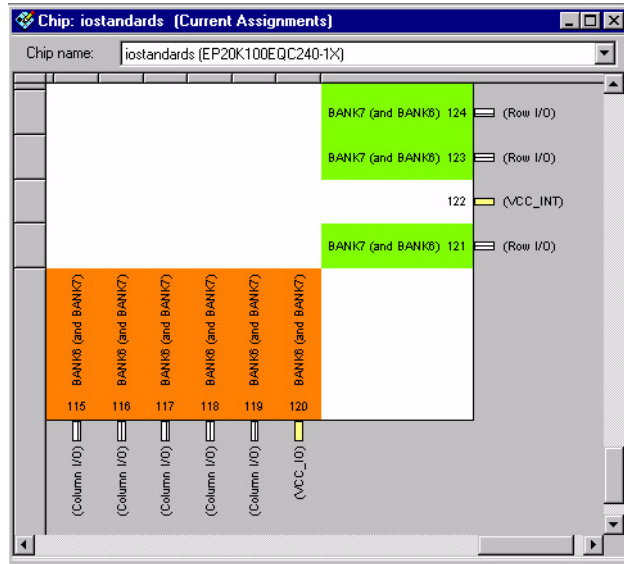 Chip: iostandards (Current Assignments)
Chip name: iostandards (EP20K100EQC240-1X)
BANK7 (and BANK6) 124 (Row I/O)
BANK7 (and BANK6) 123 (Row I/O)
122 (VCC_INT)
BANK7 (and BANK6) 121 (Row I/O)
BANK6 (and BANK7) 115 (Column I/O)
BANK6 (and BANK7) 116 (Column I/O)
BANK6 (and BANK7) 117 (Column I/O)
BANK6 (and BANK7) 118 (Column I/O)
BANK6 (and BANK7) 119 (Column I/O)
BANK6 (and BANK7) 120 (VCC_IO)